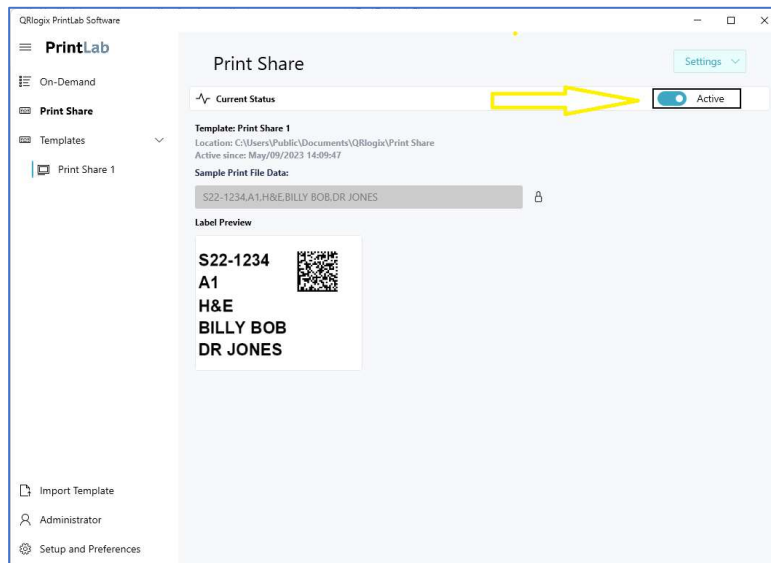 QRlogix PrintLab Software
PrintLab
On-Demand
Print Share
Templates
Print Share 1
Import Template
Administrator
Setup and Preferences
Print Share
Settings
Current Status
Active
Template: Print Share 1
Location: C:\Users\Public\Documents\QRlogix\Print Share
Active since: May/09/2023 14:09:47
Sample Print File Data:
S22-1234,A1,H&E,BILLY BOB,DR JONES
Label Preview
S22-1234
A1
H&E
BILLY BOB
DR JONES